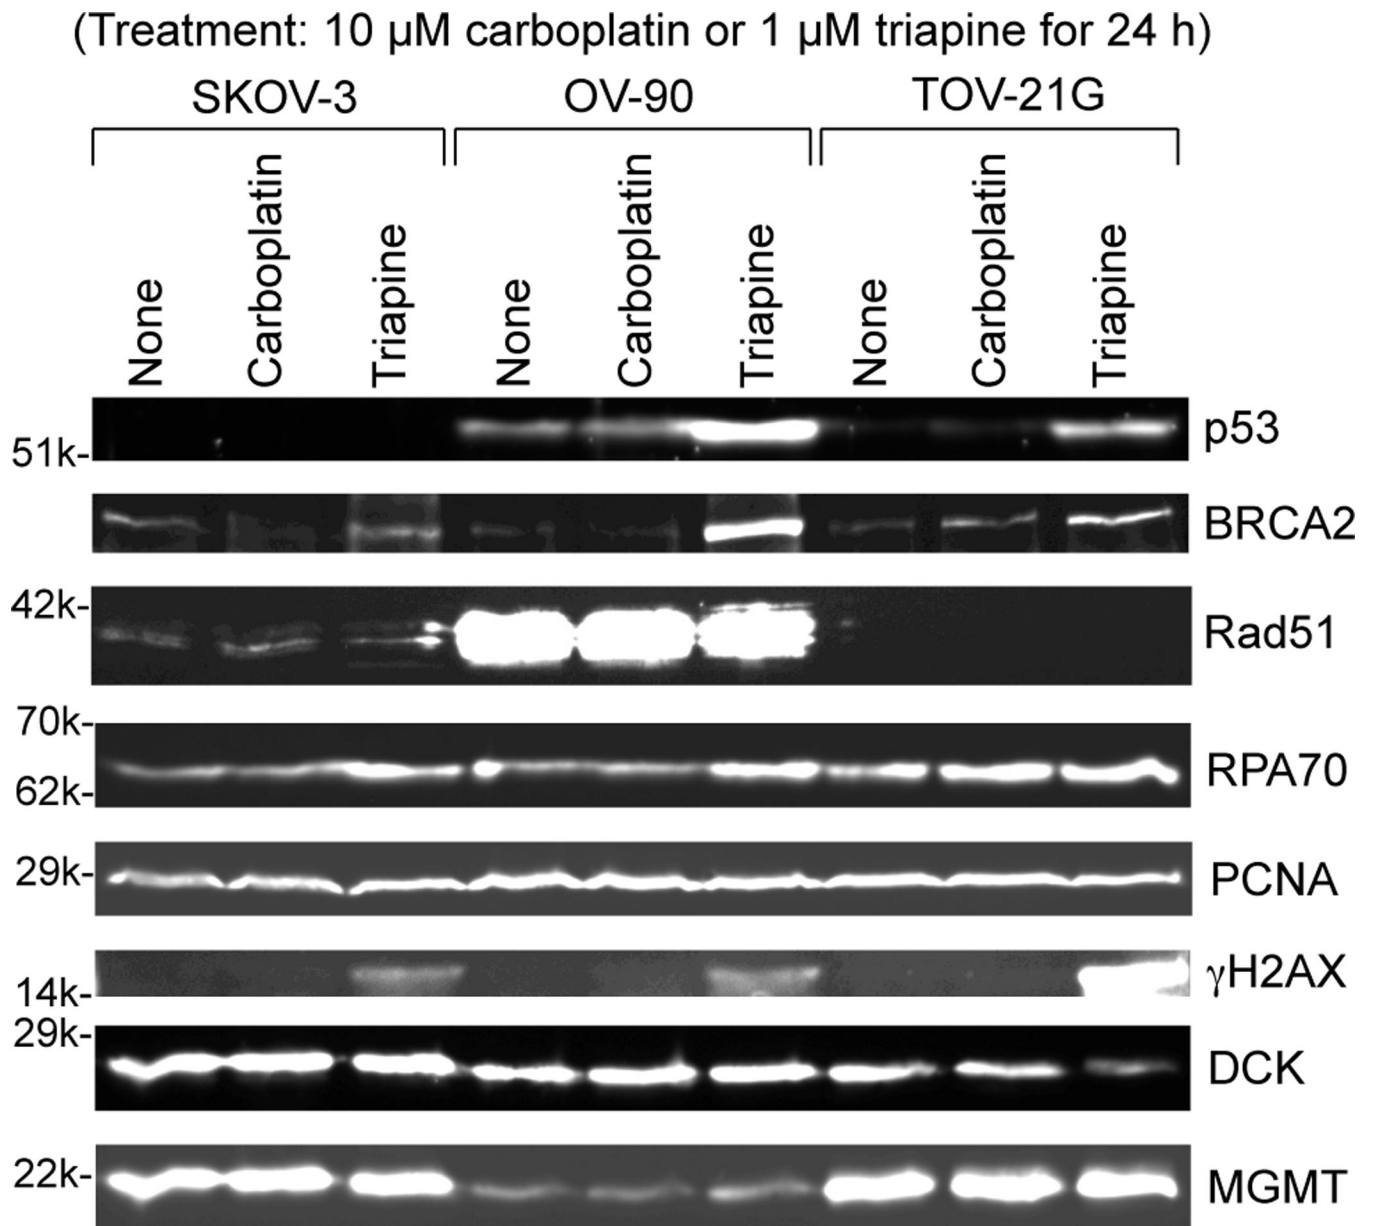 (Treatment: 10 µM carboplatin or 1 µM triapine for 24 h)
SKOV-3 OV-90 TOV-21G
None Carboplatin Triapine None Carboplatin Triapine None Carboplatin Triapine
p53
51k-
BRCA2
42k-
Rad51
70k-
RPA70
62k-
29k-
PCNA
γH2AX
14k-
29k-
DCK
22k-
MGMT